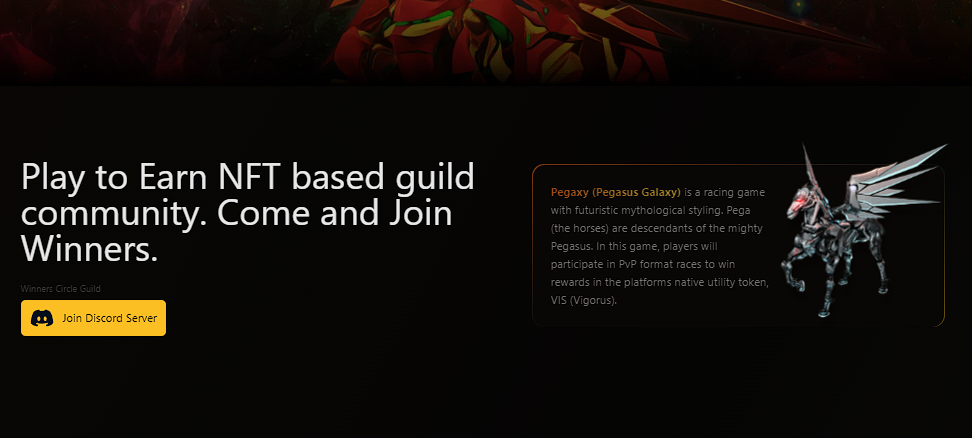 Play to Earn NFT based guild
community. Come and Join
Winners.
Winners Circle Guild
Join Discord Server
Pegaxy (Pegasus Galaxy) is a racing game
with futuristic mythological styling. Pega
(the horses) are descendants of the mighty
Pegasus. In this game, players will
participate in PvP format races to win
rewards in the platforms native utility token,
VIS (Vigorus).